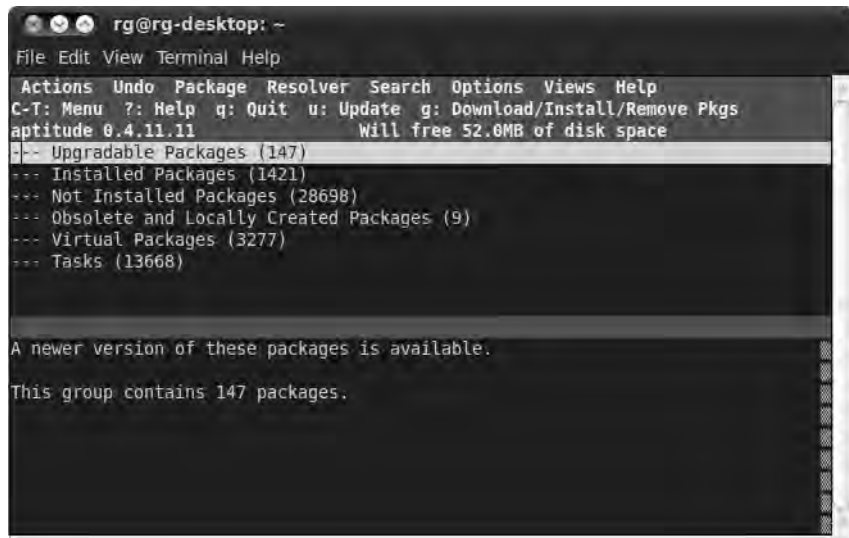 rg@rg-desktop: ~
File Edit View Terminal Help
Actions Undo Package Resolver Search Options Views Help
C-T: Menu ?: Help q: Quit u: Update g: Download/Install/Remove Pkgs
aptitude 0.4.11.11 Will free 52.0MB of disk space
--- Upgradable Packages (147)
--- Installed Packages (1421)
--- Not Installed Packages (28698)
--- Obsolete and Locally Created Packages (9)
--- Virtual Packages (3277)
--- Tasks (13668)
A newer version of these packages is available.
This group contains 147 packages.